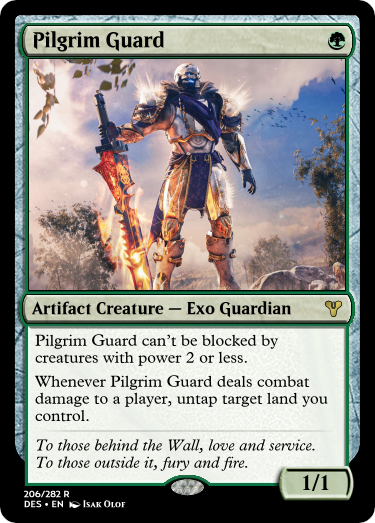 Pilgrim Guard
Artifact Creature — Exo Guardian
Pilgrim Guard can't be blocked by
creatures with power 2 or less.
Whenever Pilgrim Guard deals combat
damage to a player, untap target land you
control.
To those behind the Wall, love and service.
To those outside it, fury and fire.
1/1
206/282 R
DES • EN Isak Olof